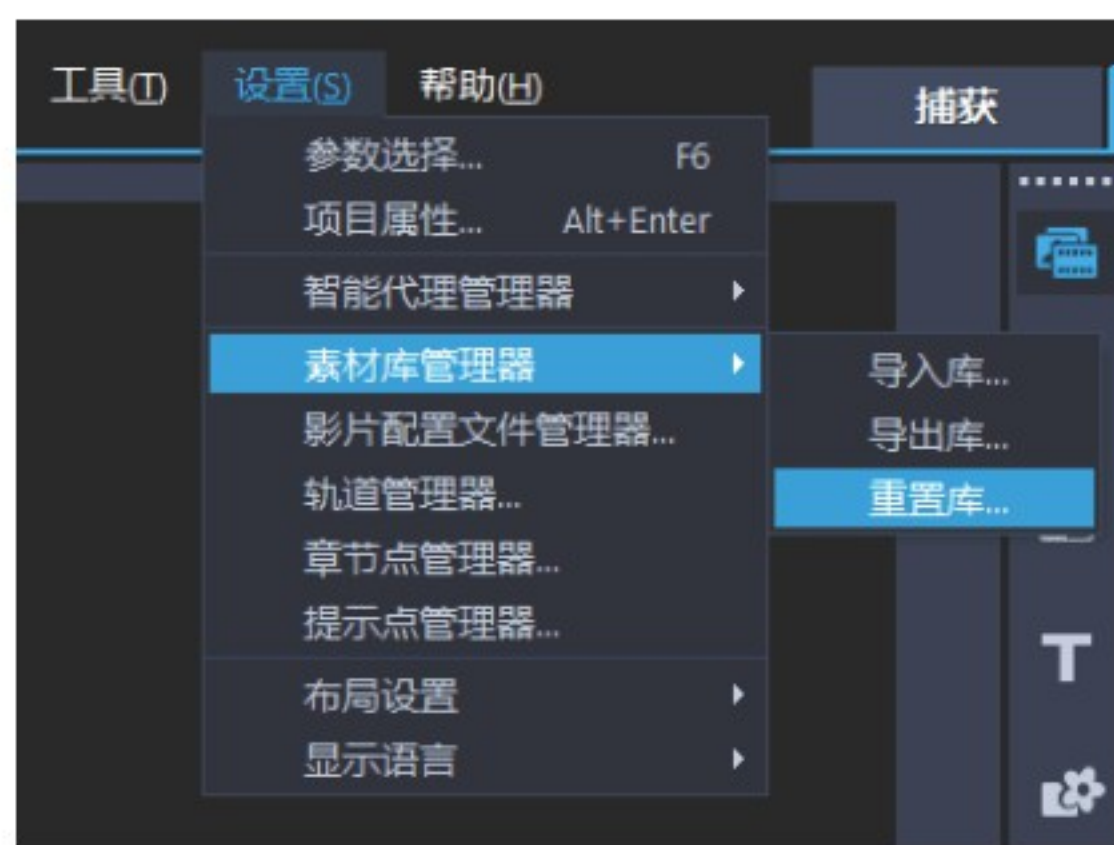 工具(T) 设置(S) 帮助(H) 捕获
参数选择... F6
项目属性... Alt+Enter
智能代理管理器
素材库管理器
导入库...
影片配置文件管理器...
导出库...
轨道管理器...
重置库...
章节点管理器...
提示点管理器...
布局设置
显示语言
T